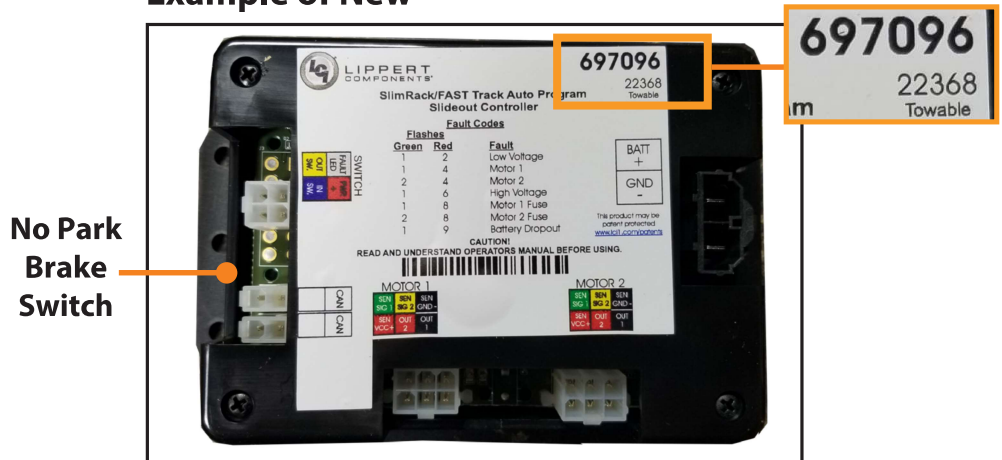 Example of New
697096
22368
Towable
LCI
LIPPERT
COMPONENTS'
697096
22368
Towable
am
SlimRack/FAST Track Auto Program
Slideout Controller
Fault Codes
Flashes
Green Red Fault
1 2 Low Voltage
1 4 Motor 1
2 4 Motor 2
1 6 High Voltage
1 8 Motor 1 Fuse
2 8 Motor 2 Fuse
1 9 Battery Dropout
SWITCH
FAULT LED PWR +
OUT SW. IN SW.
BATT
+
GND
-
This product may be
patent protected
www.lci1.com/patents
CAUTION!
READ AND UNDERSTAND OPERATORS MANUAL BEFORE USING.
No Park
Brake
Switch
CAN
CAN
MOTOR 1
SEN SIG 1 SEN SIG 2 SEN GND-
SEN VCC+ OUT 2 OUT 1
MOTOR 2
SEN SIG 1 SEN SIG 2 SEN GND-
SEN VCC+ OUT 2 OUT 1